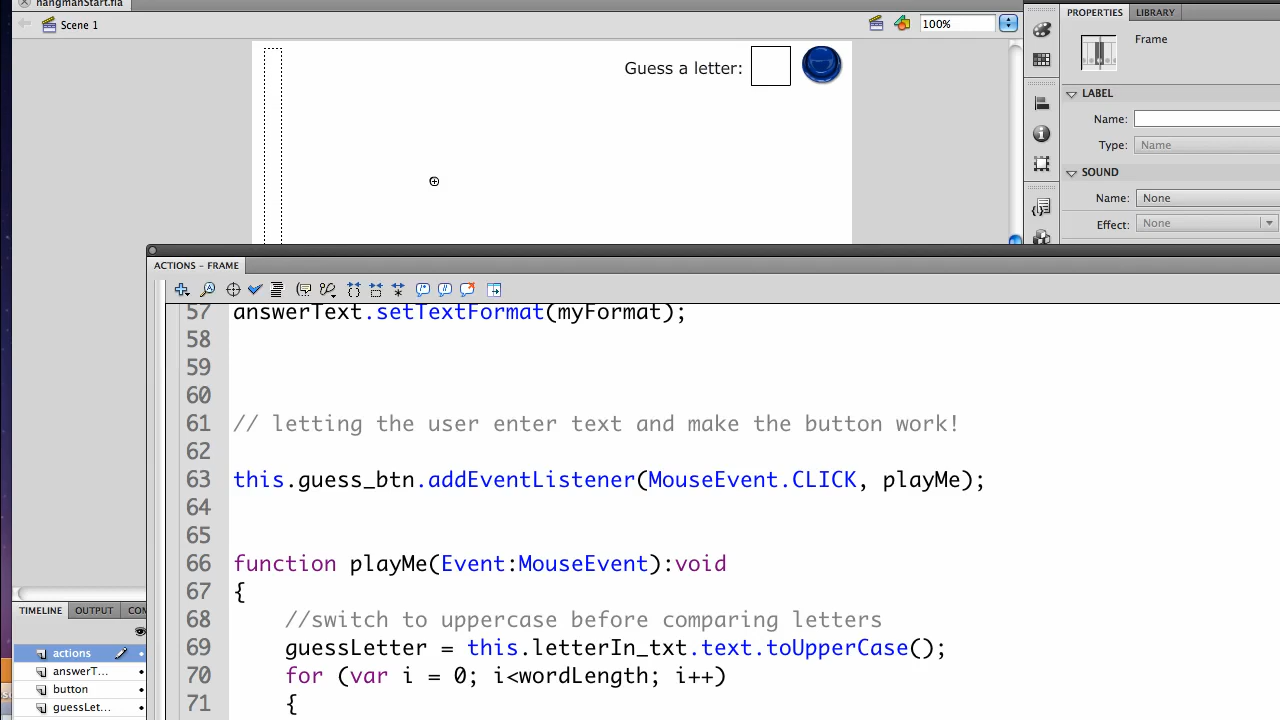 hangmanStart.fla
Scene 1
100%
PROPERTIES
LIBRARY
Frame
LABEL
Name:
Type:
Name
SOUND
Name:
None
Effect:
None
Guess a letter:
ACTIONS – FRAME
57 answerText.setTextFormat(myFormat);
58
59
60
61 // letting the user enter text and make the button work!
62
63 this.guess_btn.addEventListener(MouseEvent.CLICK, playMe);
64
65
66 function playMe(Event:MouseEvent):void
67 {
68 //switch to uppercase before comparing letters
69 guessLetter = this.letterIn_txt.text.toUpperCase();
70 for (var i = 0; i<wordLength; i++)
71 {
TIMELINE
OUTPUT
COM
actions
answerT...
button
guessLet...